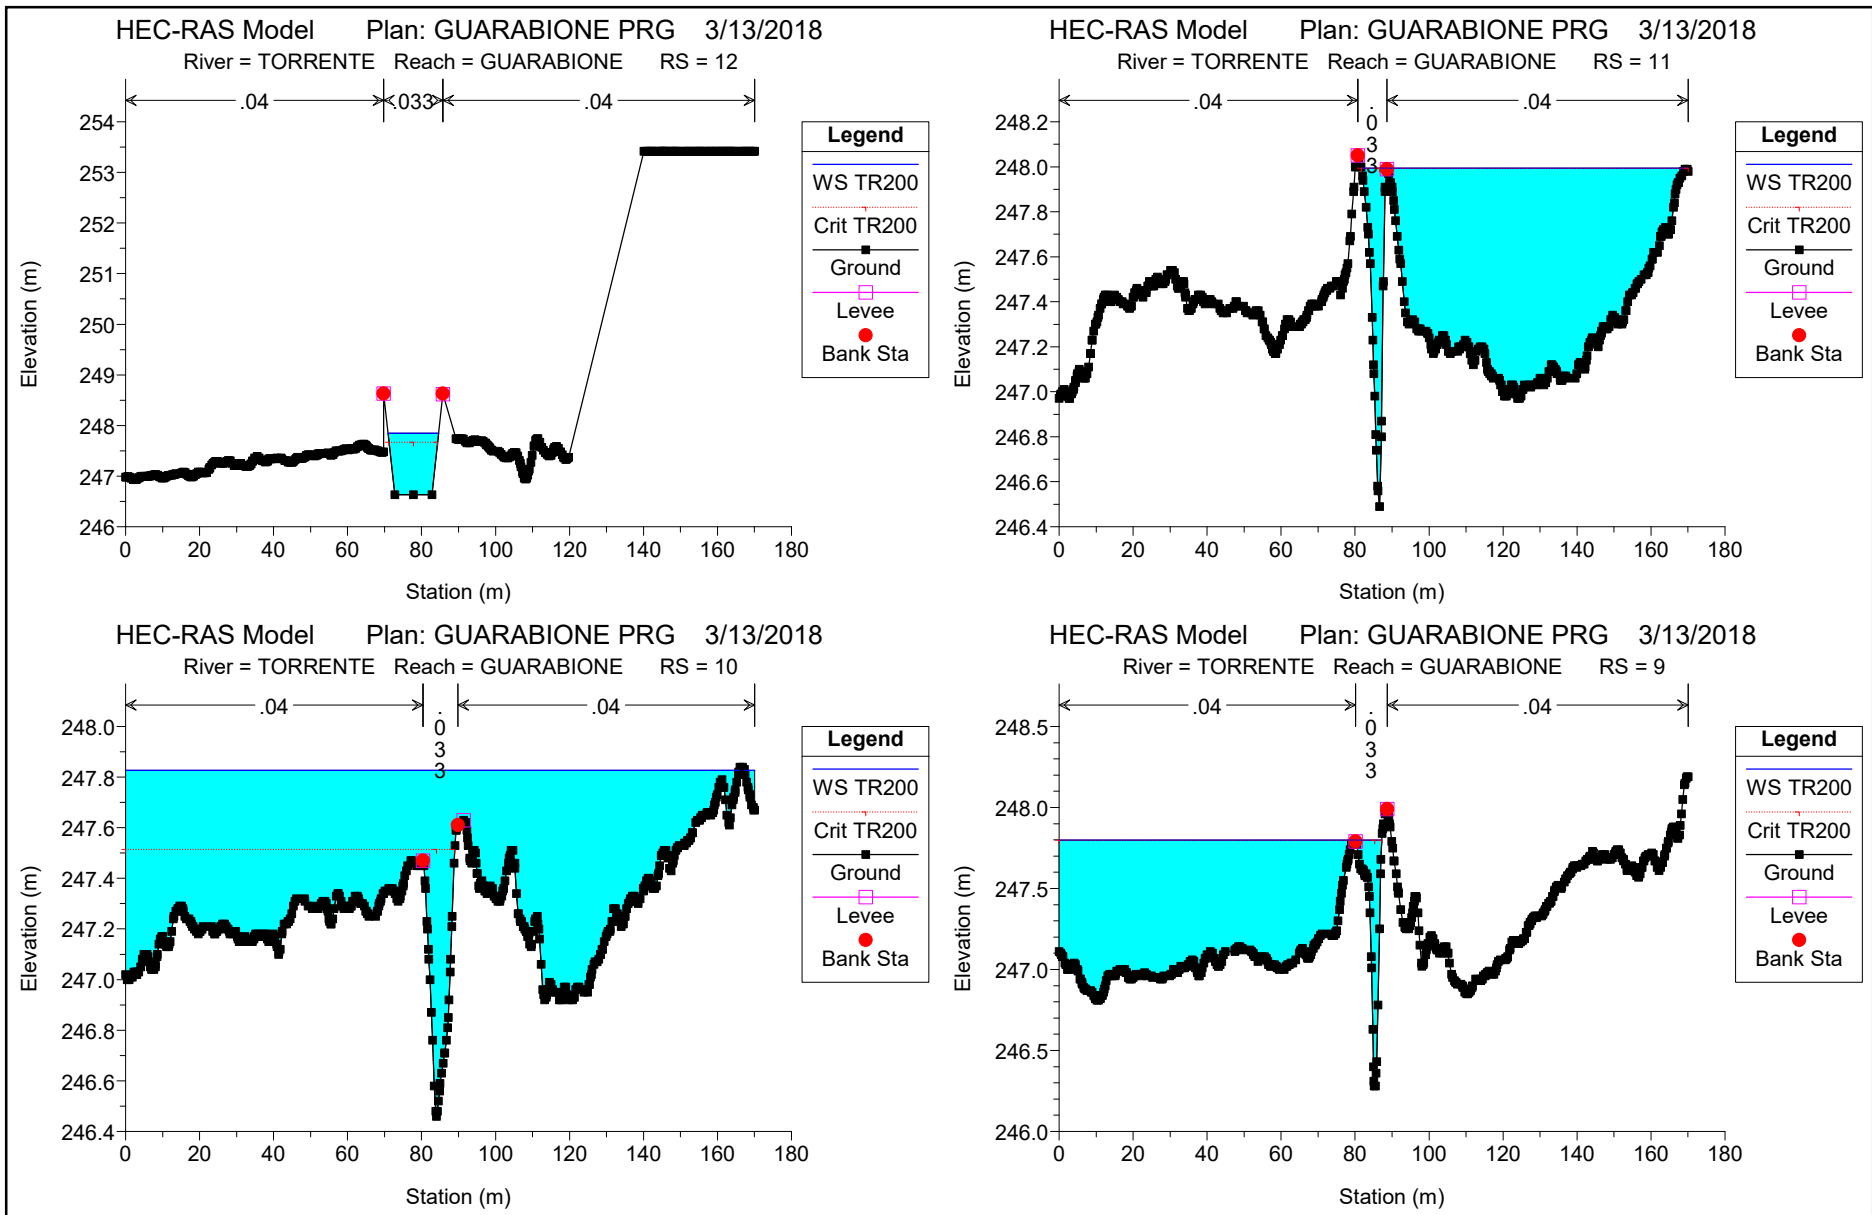 HEC-RAS Model Plan: GUARABIONE PRG 3/13/2018
River = TORRENTE Reach = GUARABIONE RS = 12
.04 .033 .04
254
253
252
251
250
249
248
247
246
Elevation (m)
0 20 40 60 80 100 120 140 160 180
Station (m)
Legend
WS TR200
Crit TR200
Ground
Levee
Bank Sta
HEC-RAS Model Plan: GUARABIONE PRG 3/13/2018
River = TORRENTE Reach = GUARABIONE RS = 11
.04 .033 .04
248.2
248.0
247.8
247.6
247.4
247.2
247.0
246.8
246.6
246.4
Elevation (m)
0 20 40 60 80 100 120 140 160 180
Station (m)
Legend
WS TR200
Crit TR200
Ground
Levee
Bank Sta
HEC-RAS Model Plan: GUARABIONE PRG 3/13/2018
River = TORRENTE Reach = GUARABIONE RS = 10
.04 .033 .04
248.0
247.8
247.6
247.4
247.2
247.0
246.8
246.6
246.4
Elevation (m)
0 20 40 60 80 100 120 140 160 180
Station (m)
Legend
WS TR200
Crit TR200
Ground
Levee
Bank Sta
HEC-RAS Model Plan: GUARABIONE PRG 3/13/2018
River = TORRENTE Reach = GUARABIONE RS = 9
.04 .033 .04
248.5
248.0
247.5
247.0
246.5
246.0
Elevation (m)
0 20 40 60 80 100 120 140 160 180
Station (m)
Legend
WS TR200
Crit TR200
Ground
Levee
Bank Sta